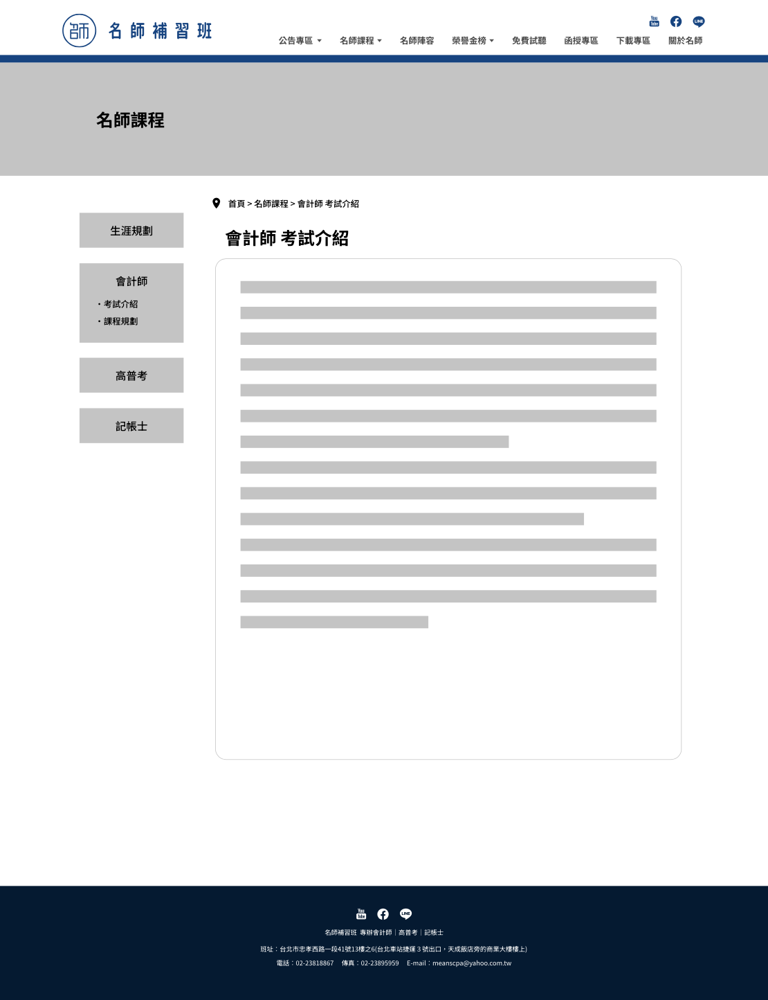 師 名師補習班
You Tube LINE
公告專區 名師課程 名師陣容 榮譽金榜 免費試聽 函授專區 下載專區 關於名師
名師課程
首頁 > 名師課程 > 會計師 考試介紹
生涯規劃
會計師 考試介紹
會計師
・考試介紹
・課程規劃
高普考
記帳士
You Tube LINE
名師補習班 專辦會計師｜高普考｜記帳士
班址：台北市忠孝西路一段41號13樓之6(台北車站捷運３號出口，天成飯店旁的商業大樓樓上)
電話：02-23818867 傳真：02-23895959 E-mail：meanscpa@yahoo.com.tw